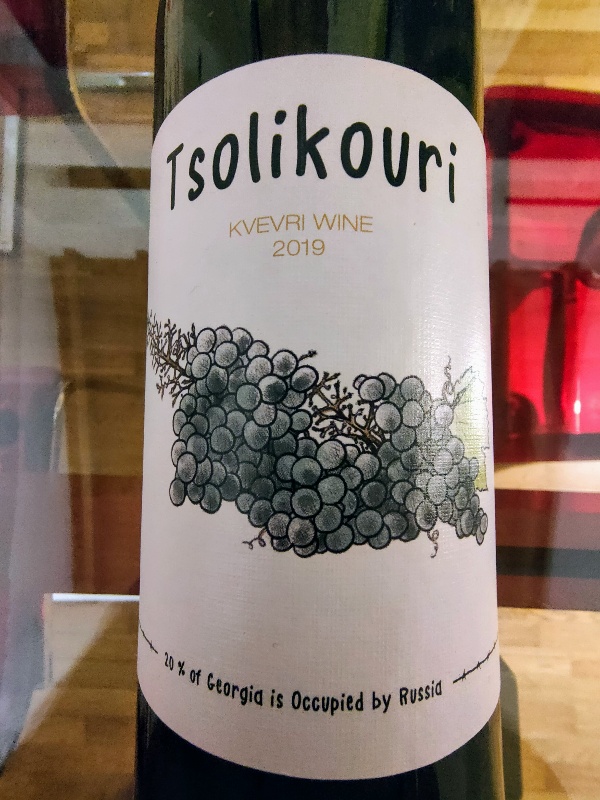 Tsolikouri
KVEVRI WINE
2019
20 % of Georgia is Occupied by Russia